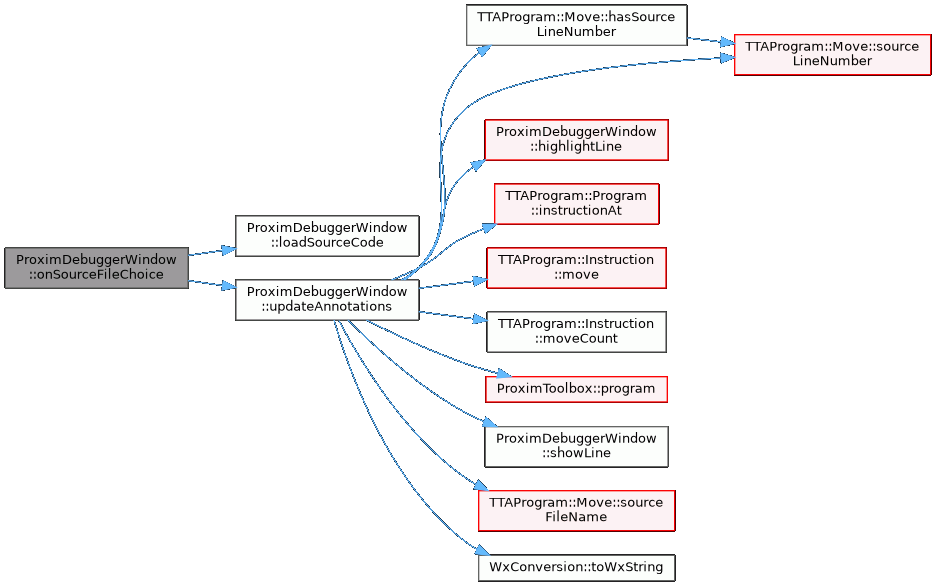 TTAProgram::Move::hasSource
LineNumber
TTAProgram::Move::source
LineNumber
ProximDebuggerWindow
::highlightLine
TTAProgram::Program
::instructionAt
ProximDebuggerWindow
::loadSourceCode
ProximDebuggerWindow
::onSourceFileChoice
TTAProgram::Instruction
::move
ProximDebuggerWindow
::updateAnnotations
TTAProgram::Instruction
::moveCount
ProximToolbox::program
ProximDebuggerWindow
::showLine
TTAProgram::Move::source
FileName
WxConversion::toWxString